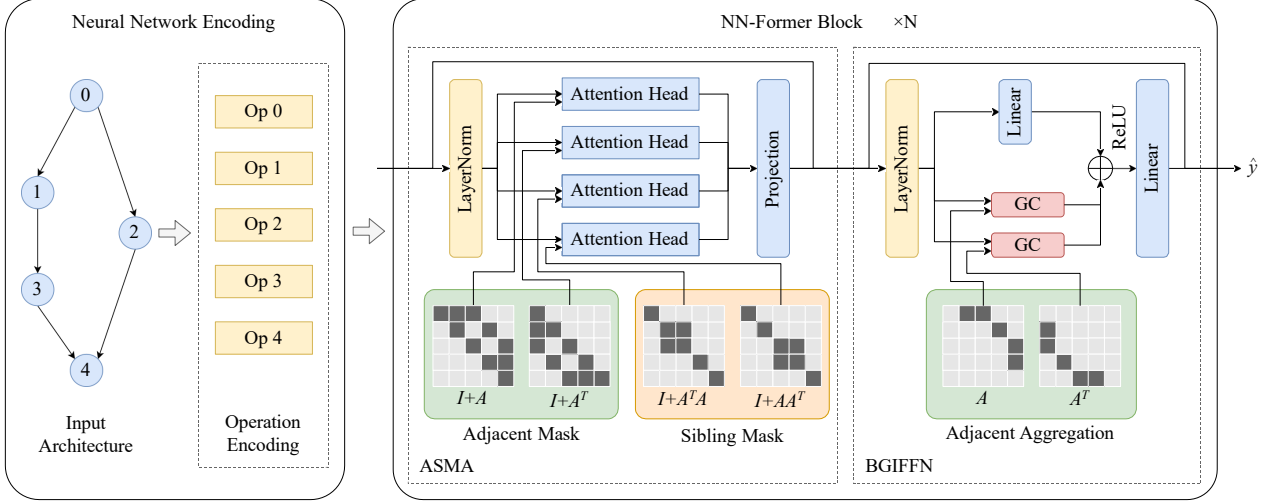 Neural Network Encoding
0
1
2
3
4
Input
Architecture
Op 0
Op 1
Op 2
Op 3
Op 4
Operation
Encoding
NN-Former Block ×N
LayerNorm
Attention Head
Attention Head
Attention Head
Attention Head
Projection
I+A
I+A^T
Adjacent Mask
I+A^TA
I+AA^T
Sibling Mask
ASMA
LayerNorm
Linear
GC
GC
ReLU
Linear
ŷ
A
A^T
Adjacent Aggregation
BGIFFN